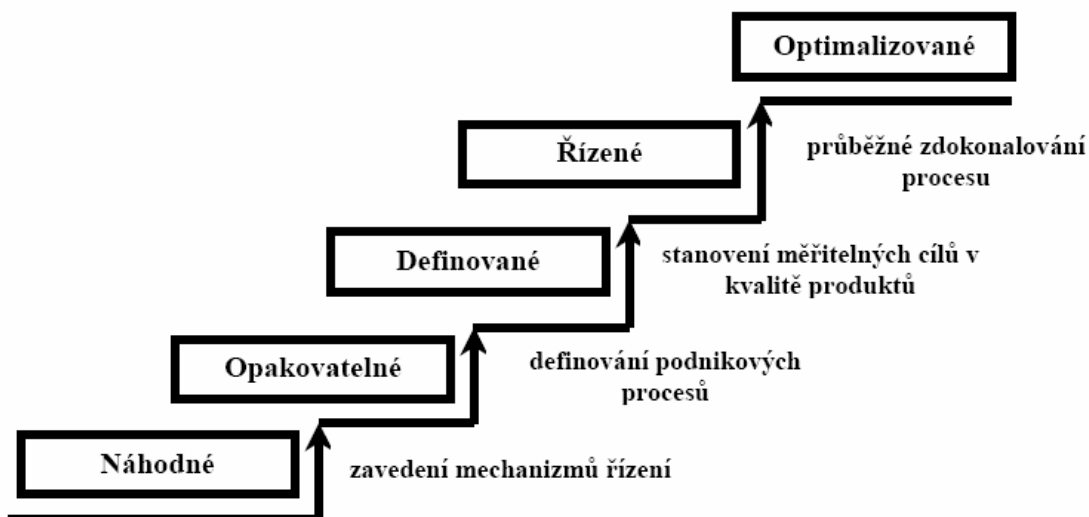 Optimalizované
Řízené
průběžné zdokonalování
procesu
Definované
stanovení měřitelných cílů v
kvalitě produktů
Opakovatelné
definování podnikových
procesů
Náhodné
zavedení mechanizmů řízení